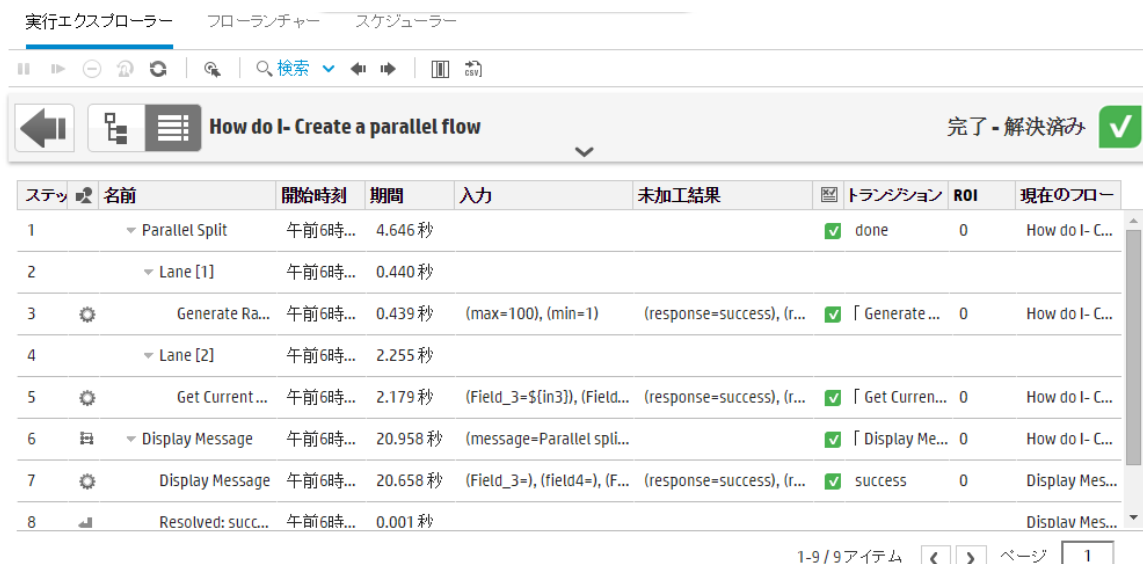 実行エクスプローラー フローランチャー スケジューラー
検索 CSV
How do I- Create a parallel flow 完了 - 解決済み
ステッ 名前 開始時刻 期間 入力 未加工結果 トランジション ROI 現在のフロー
1 Parallel Split 午前6時... 4.646 秒 done 0 How do I- C...
2 Lane [1] 午前6時... 0.440 秒
3 Generate Ra... 午前6時... 0.439 秒 (max=100), (min=1) (response=success), (r... 「 Generate ... 0 How do I- C...
4 Lane [2] 午前6時... 2.255 秒
5 Get Current ... 午前6時... 2.179 秒 (Field_3=${in3}), (Field... (response=success), (r... 「 Get Curren... 0 How do I- C...
6 Display Message 午前6時... 20.958 秒 (message=Parallel spli... 「 Display Me... 0 How do I- C...
7 Display Message 午前6時... 20.658 秒 (Field_3=), (field4=), (F... (response=success), (r... success 0 Display Mes...
8 Resolved: succ... 午前6時... 0.001 秒 Display Mes...
1-9 / 9 アイテム ページ 1